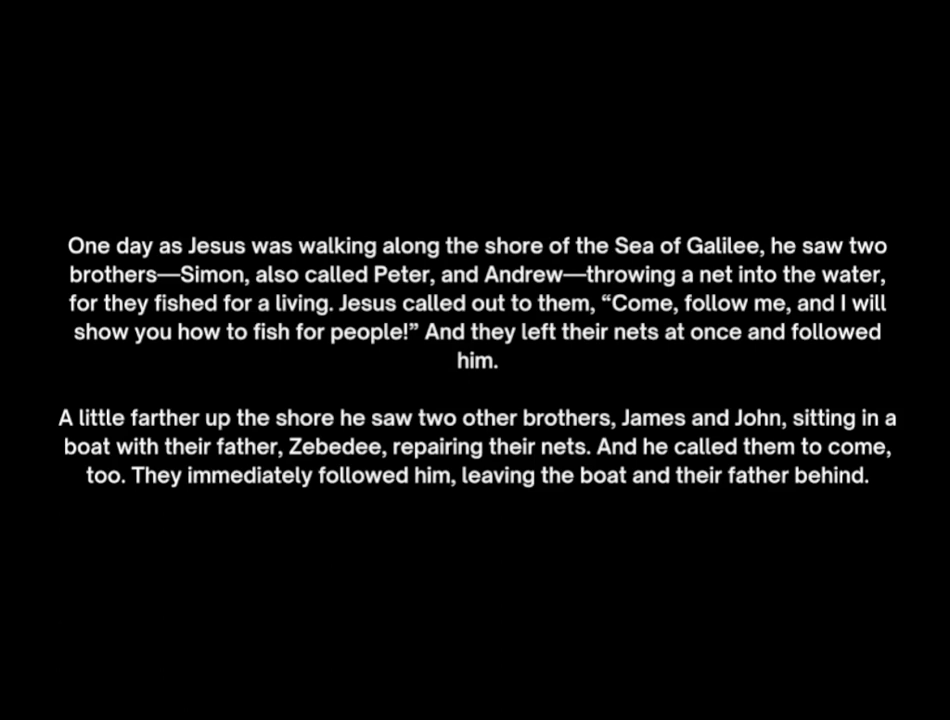 One day as Jesus was walking along the shore of the Sea of Galilee, he saw two
brothers—Simon, also called Peter, and Andrew—throwing a net into the water,
for they fished for a living. Jesus called out to them, “Come, follow me, and I will
show you how to fish for people!” And they left their nets at once and followed
him.
A little farther up the shore he saw two other brothers, James and John, sitting in a
boat with their father, Zebedee, repairing their nets. And he called them to come,
too. They immediately followed him, leaving the boat and their father behind.